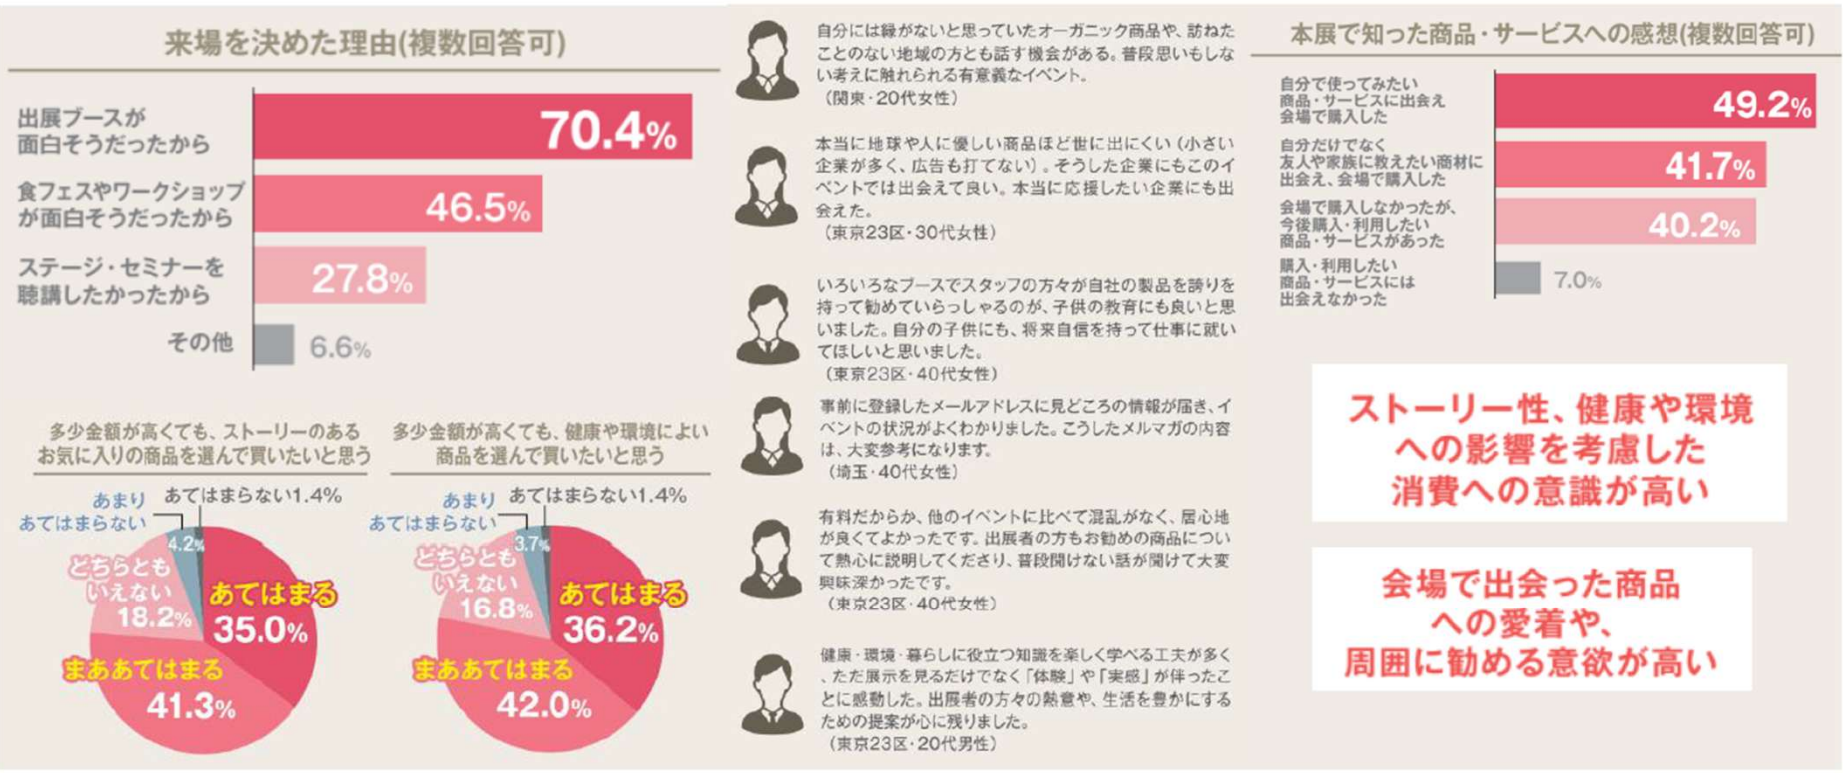 来場を決めた理由(複数回答可)
出展ブースが
面白そうだったから
70.4%
食フェスやワークショップ
が面白そうだったから
46.5%
ステージ・セミナーを
聴講したかったから
27.8%
その他
6.6%
多少金額が高くても、ストーリーのある
お気に入りの商品を選んで買いたいと思う
あまり
あてはまらない
あてはまらない1.4%
4.2%
どちらとも
いえない
18.2%
あてはまる
35.0%
まああてはまる
41.3%
多少金額が高くても、健康や環境によい
商品を選んで買いたいと思う
あまり
あてはまらない
あてはまらない1.4%
3.7%
どちらとも
いえない
16.8%
あてはまる
36.2%
まああてはまる
42.0%
自分には縁がないと思っていたオーガニック商品や、訪ねた
ことのない地域の方とも話す機会がある。普段思いもしな
い考えに触れられる有意義なイベント。
(関東・20代女性)
本当に地球や人に優しい商品ほど世に出にくい(小さい
企業が多く、広告も打てない)。そうした企業にもこのイ
ベントでは出会えて良い。本当に応援したい企業にも出
会えた。
(東京23区・30代女性)
いろいろなブースでスタッフの方々が自社の製品を誇りを
持って勧めていらっしゃるのが、子供の教育にも良いと思
いました。自分の子供にも、将来自信を持って仕事に就い
てほしいと思いました。
(東京23区・40代女性)
事前に登録したメールアドレスに見どころの情報が届き、イ
ベントの状況がよくわかりました。こうしたメルマガの内容
は、大変参考になります。
(埼玉・40代女性)
有料だからか、他のイベントに比べて混乱がなく、居心地
が良くてよかったです。出展者の方もお勧めの商品につい
て熱心に説明してくださり、普段聞けない話が聞けて大変
興味深かったです。
(東京23区・40代女性)
健康・環境・暮らしに役立つ知識を楽しく学べる工夫が多く
、ただ展示を見るだけでなく「体験」や「実感」が伴ったこ
とに感動した。出展者の方々の熱意や、生活を豊かにする
ための提案が心に残りました。
(東京23区・20代男性)
本展で知った商品・サービスへの感想(複数回答可)
自分で使ってみたい
商品・サービスに出会え
会場で購入した
49.2%
自分だけでなく
友人や家族に教えたい商材に
出会え、会場で購入した
41.7%
会場で購入しなかったが、
今後購入・利用したい
商品・サービスがあった
40.2%
購入・利用したい
商品・サービスには
出会えなかった
7.0%
ストーリー性、健康や環境
への影響を考慮した
消費への意識が高い
会場で出会った商品
への愛着や、
周囲に勧める意欲が高い